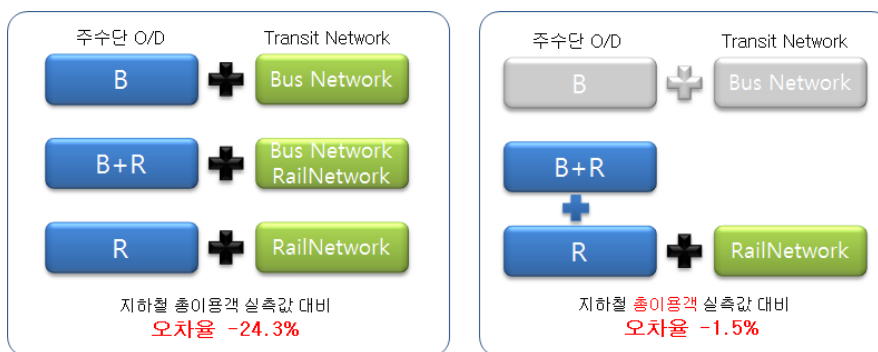 주수단 O/D
Transit Network
B
Bus Network
B+R
Bus Network
RailNetwork
R
RailNetwork
지하철 총이용객 실측값 대비
오차율 -24.3%
주수단 O/D
Transit Network
B
Bus Network
B+R
R
RailNetwork
지하철 총이용객 실측값 대비
오차율 -1.5%